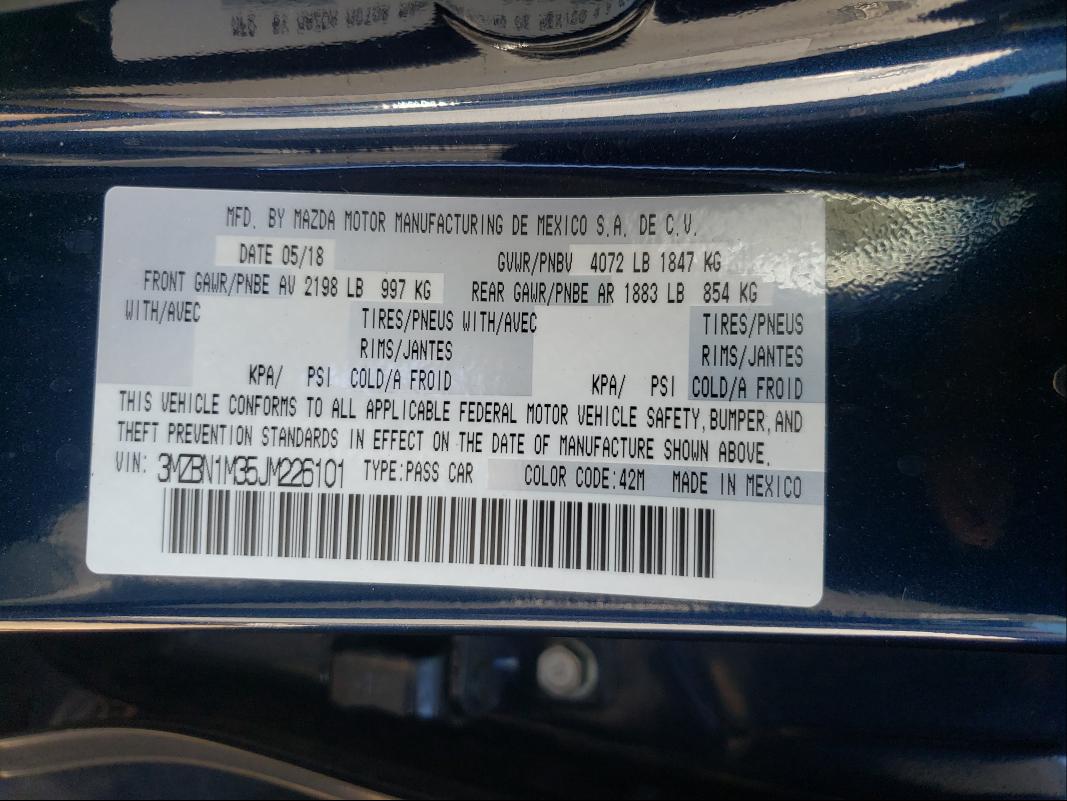 MFD. BY MAZDA MOTOR MANUFACTURING DE MEXICO S.A. DE C.V.
DATE 05/18 GVWR/PNBV 4072 LB 1847 KG
FRONT GAWR/PNBE AV 2198 LB 997 KG REAR GAWR/PNBE AR 1883 LB 854 KG
WITH/AVEC TIRES/PNEUS WITH/AVEC TIRES/PNEUS
RIMS/JANTES RIMS/JANTES
KPA/ PSI COLD/A FROID KPA/ PSI COLD/A FROID
THIS VEHICLE CONFORMS TO ALL APPLICABLE FEDERAL MOTOR VEHICLE SAFETY, BUMPER, AND
THEFT PREVENTION STANDARDS IN EFFECT ON THE DATE OF MANUFACTURE SHOWN ABOVE.
VIN: 3MZBN1M35JM226101 TYPE:PASS CAR COLOR CODE:42M MADE IN MEXICO